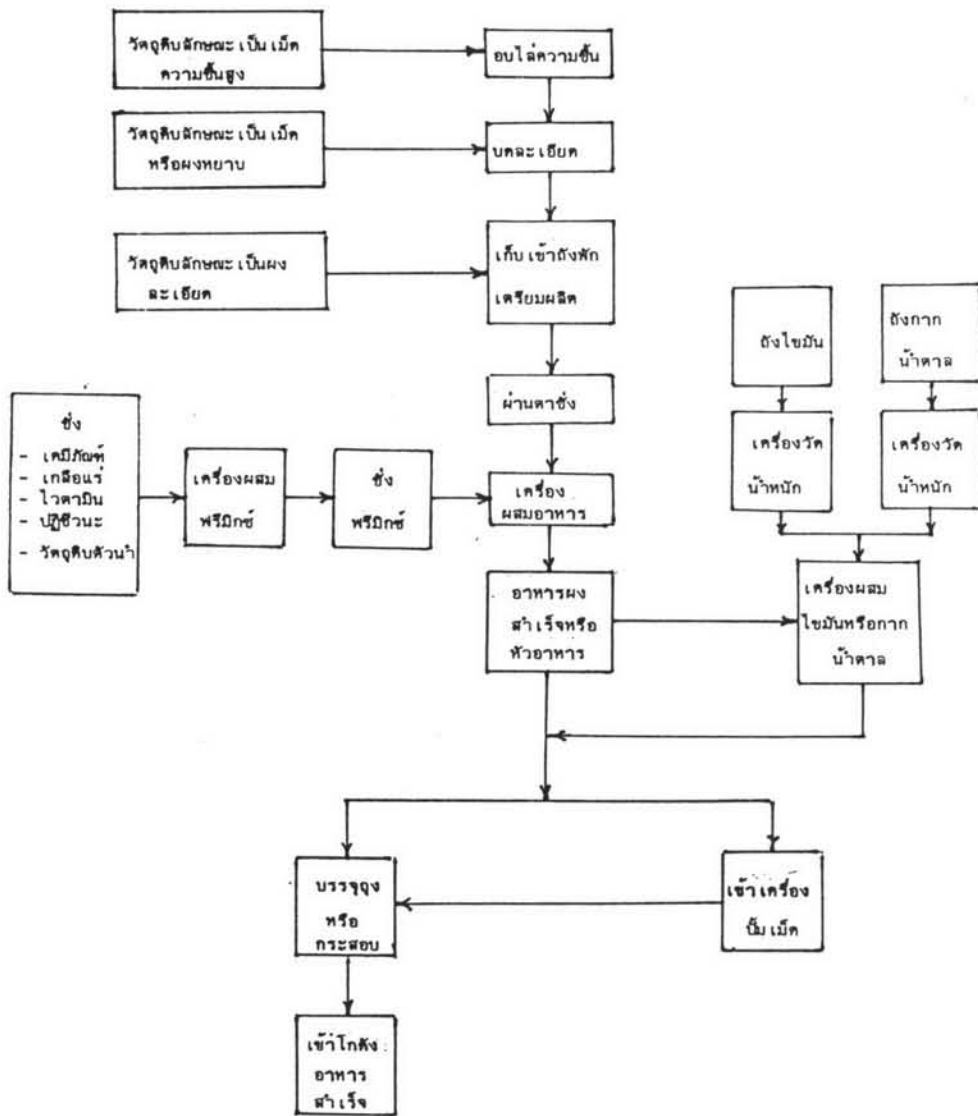 วัตถุดิบลักษณะเป็นเม็ด
ความชื้นสูง
อบไล่ความชื้น
วัตถุดิบลักษณะเป็นเม็ด
หรือผงหยาบ
บดละเอียด
วัตถุดิบลักษณะเป็นผง
ละเอียด
เก็บเข้าถังพัก
เตรียมผลิต
ถังไขมัน
ถังกาก
น้ำตาล
ผ่านตาชั่ง
เครื่องวัด
น้ำหนัก
เครื่องวัด
น้ำหนัก
ชั่ง
- เคมีภัณฑ์
- เกลือแร่
- ไวตามิน
- ปฏิชีวนะ
- วัตถุดิบตัวนำ
เครื่องผสม
พรีมิกซ์
ชั่ง
พรีมิกซ์
เครื่อง
ผสมอาหาร
อาหารผง
สำเร็จหรือ
หัวอาหาร
เครื่องผสม
ไขมันหรือกาก
น้ำตาล
บรรจุถุง
หรือ
กระสอบ
เข้าเครื่อง
ปั๊มเม็ด
เข้าโกดัง
อาหาร
สำเร็จ